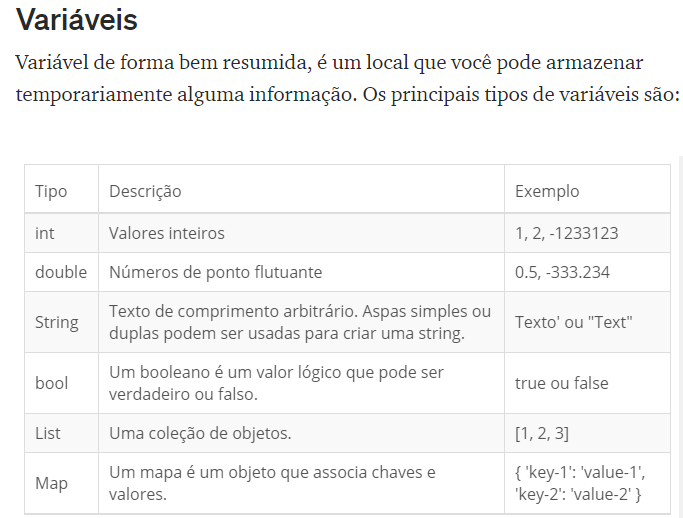 Variáveis
Variável de forma bem resumida, é um local que você pode armazenar
temporariamente alguma informação. Os principais tipos de variáveis são:
Tipo Descrição Exemplo
int Valores inteiros 1, 2, -1233123
double Números de ponto flutuante 0.5, -333.234
String Texto de comprimento arbitrário. Aspas simples ou
duplas podem ser usadas para criar uma string. Texto' ou "Text"
bool Um booleano é um valor lógico que pode ser
verdadeiro ou falso. true ou false
List Uma coleção de objetos. [1, 2, 3]
Map Um mapa é um objeto que associa chaves e
valores. { 'key-1': 'value-1',
'key-2': 'value-2' }